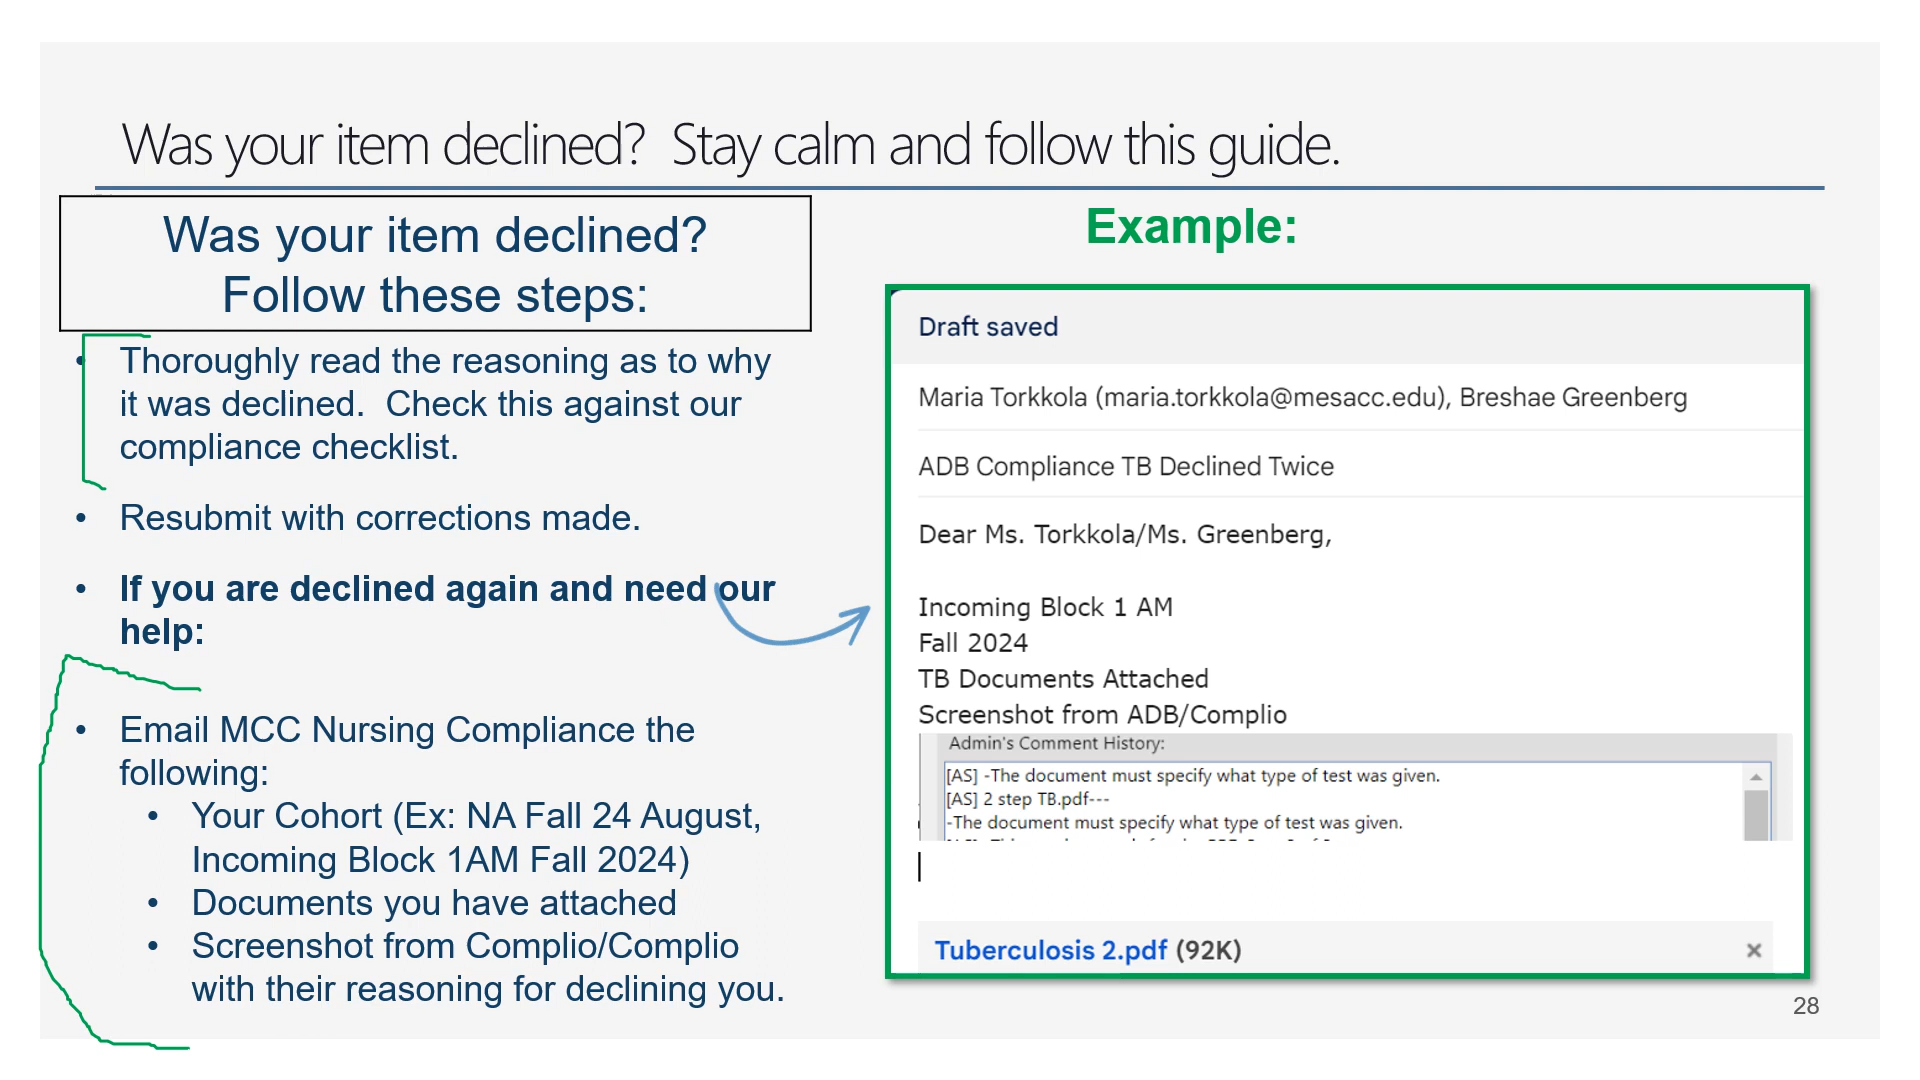 Was your item declined?  Stay calm and follow this guide.
Was your item declined?
Follow these steps:
• Thoroughly read the reasoning as to why
it was declined.  Check this against our
compliance checklist.
• Resubmit with corrections made.
• If you are declined again and need our
help:
• Email MCC Nursing Compliance the
following:
• Your Cohort (Ex: NA Fall 24 August,
Incoming Block 1AM Fall 2024)
• Documents you have attached
• Screenshot from Complio/Complio
with their reasoning for declining you.
Example:
Draft saved
Maria Torkkola (maria.torkkola@mesacc.edu), Breshae Greenberg
ADB Compliance TB Declined Twice
Dear Ms. Torkkola/Ms. Greenberg,
Incoming Block 1 AM
Fall 2024
TB Documents Attached
Screenshot from ADB/Complio
Admin's Comment History:
[AS] -The document must specify what type of test was given.
[AS] 2 step TB.pdf---
-The document must specify what type of test was given.
Tuberculosis 2.pdf (92K) ×
28